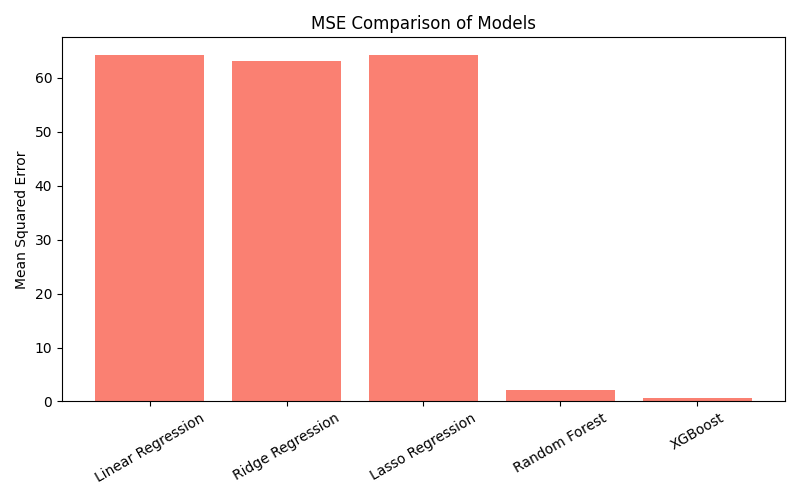 MSE Comparison of Models
Mean Squared Error
60
50
40
30
20
10
0
Linear Regression
Ridge Regression
Lasso Regression
Random Forest
XGBoost